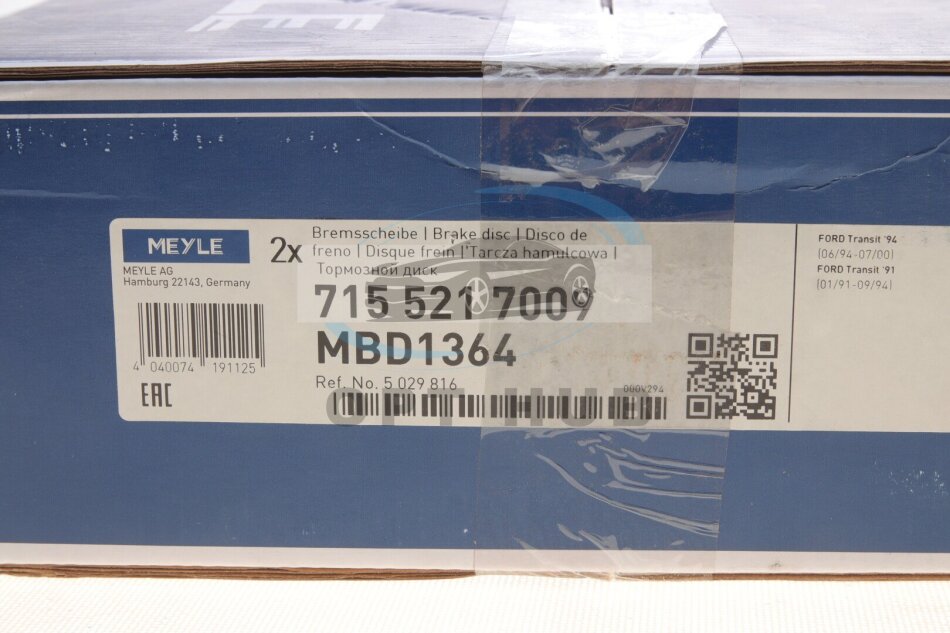 MEYLE
MEYLE AG
Hamburg 22143, Germany
4 040074 191125
EAC
2x
Bremsscheibe | Brake disc | Disco de
freno | Disque frein | Tarcza hamulcowa |
Тормозной диск
715 521 7009
MBD1364
Ref. No. 5 029 816
000V294
OPTHUB
FORD Transit '94
(06/94-07/00)
FORD Transit '91
(01/91-09/94)